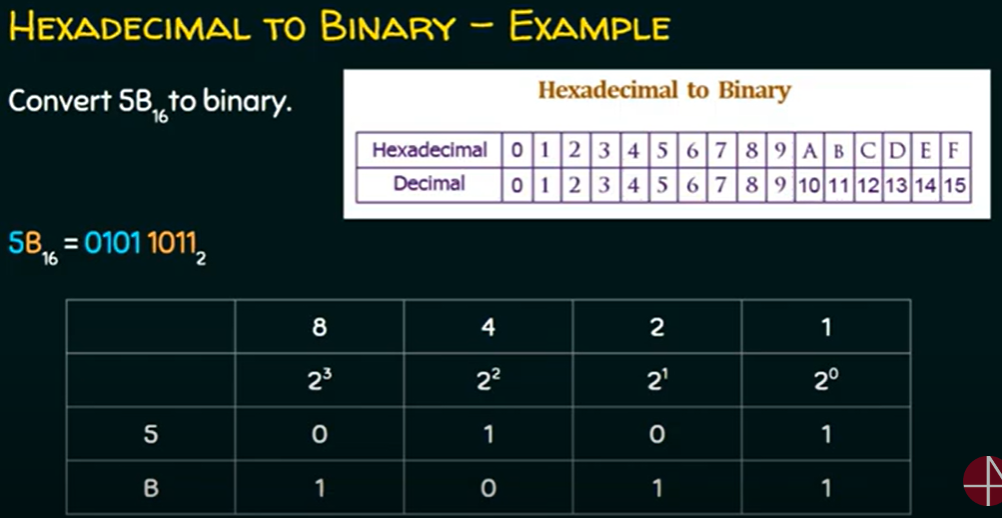 HEXADECIMAL TO BINARY - EXAMPLE
Convert 5B₁₆ to binary.
Hexadecimal to Binary
Hexadecimal 0 1 2 3 4 5 6 7 8 9 A B C D E F
Decimal 0 1 2 3 4 5 6 7 8 9 10 11 12 13 14 15
5B₁₆ = 0101 1011₂
8 4 2 1
2³ 2² 2¹ 2⁰
5 0 1 0 1
B 1 0 1 1